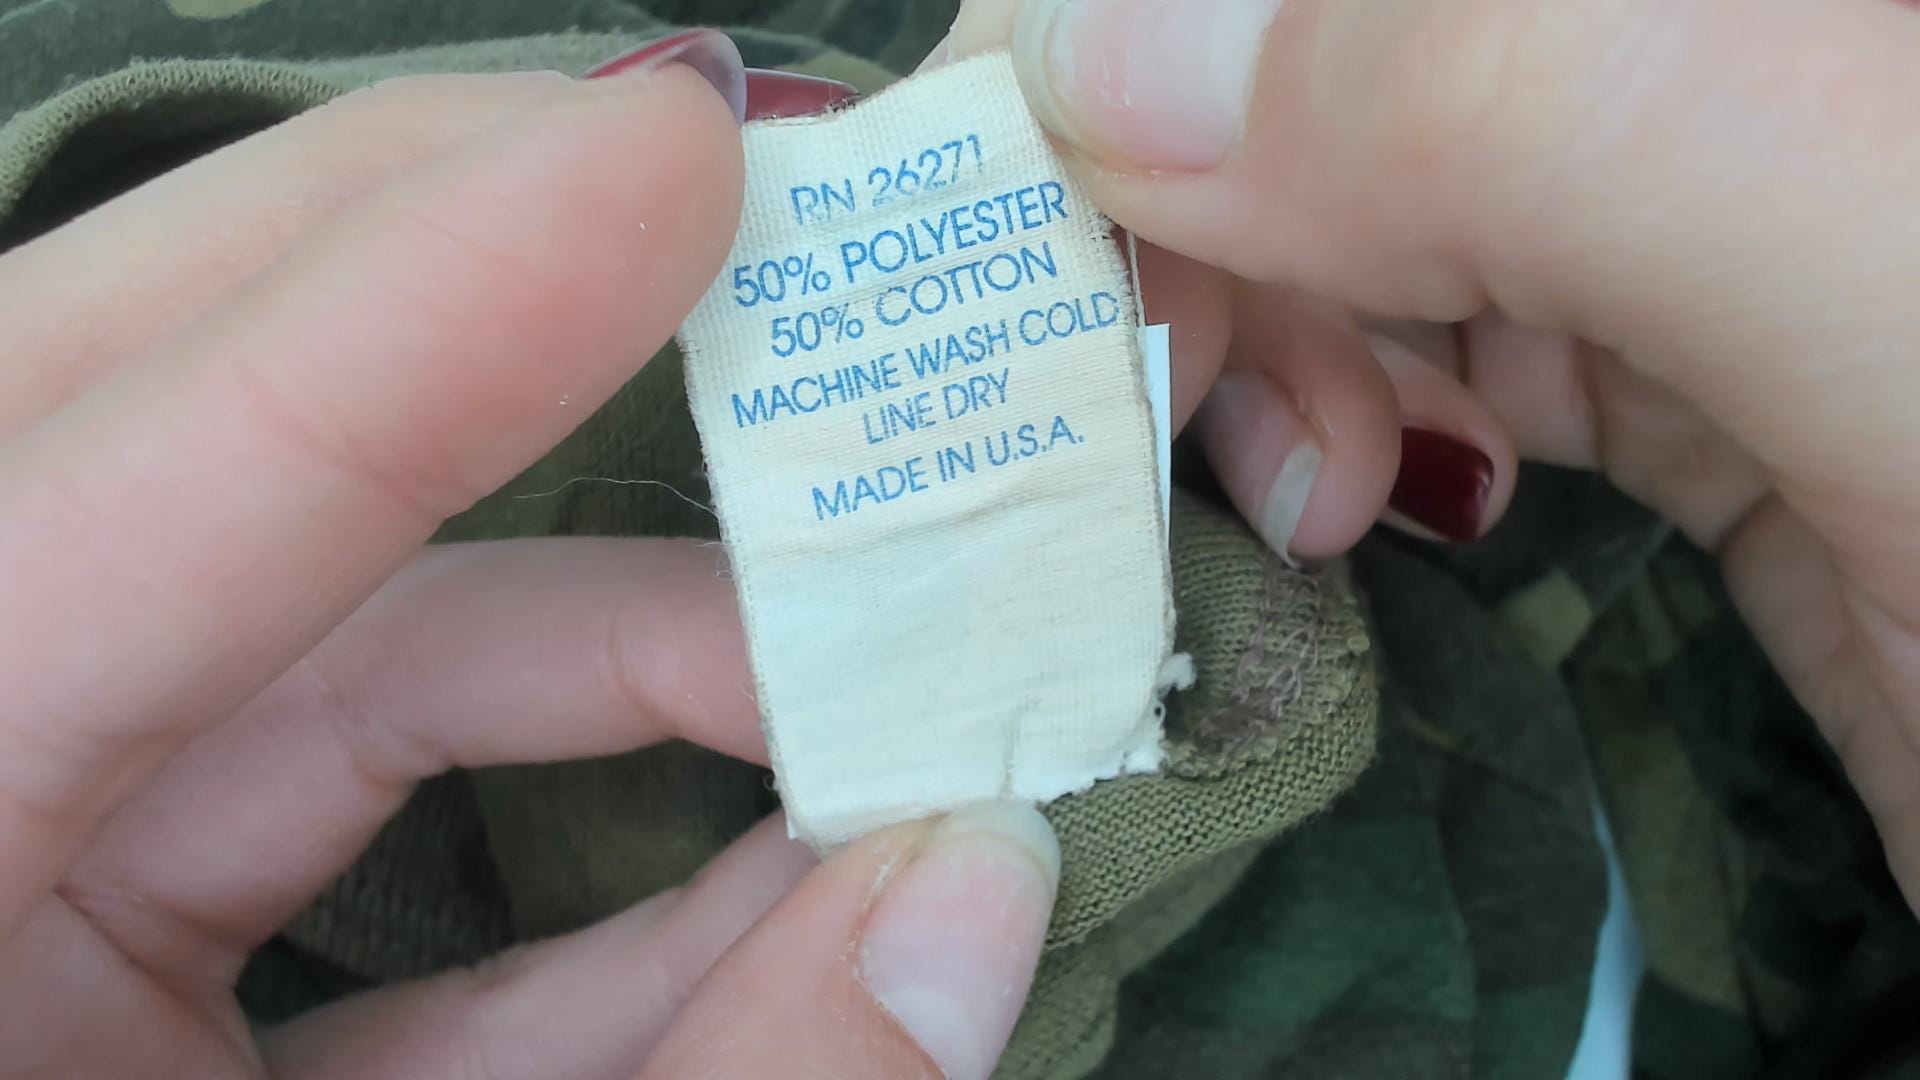 RN 26271
50% POLYESTER
50% COTTON
MACHINE WASH COLD
LINE DRY
MADE IN U.S.A.